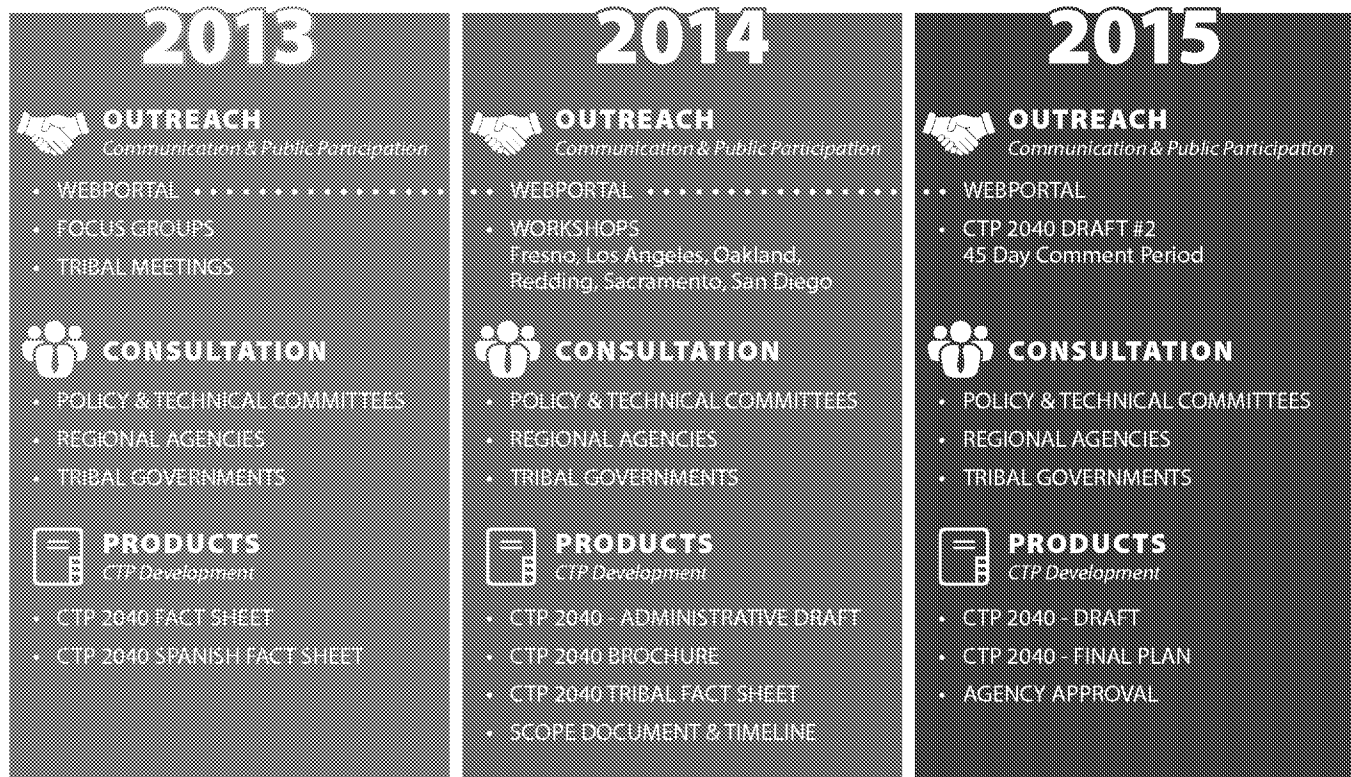 2013
OUTREACH
Communication & Public Participation
• WEBPORTAL
• FOCUS GROUPS
• TRIBAL MEETINGS
CONSULTATION
• POLICY & TECHNICAL COMMITTEES
• REGIONAL AGENCIES
• TRIBAL GOVERNMENTS
PRODUCTS
CTP Development
• CTP 2040 FACT SHEET
• CTP 2040 SPANISH FACT SHEET
2014
OUTREACH
Communication & Public Participation
• WEBPORTAL
• WORKSHOPS
Fresno, Los Angeles, Oakland,
Redding, Sacramento, San Diego
CONSULTATION
• POLICY & TECHNICAL COMMITTEES
• REGIONAL AGENCIES
• TRIBAL GOVERNMENTS
PRODUCTS
CTP Development
• CTP 2040 - ADMINISTRATIVE DRAFT
• CTP 2040 BROCHURE
• CTP 2040 TRIBAL FACT SHEET
• SCOPE DOCUMENT & TIMELINE
2015
OUTREACH
Communication & Public Participation
• WEBPORTAL
• CTP 2040 DRAFT #2
45 Day Comment Period
CONSULTATION
• POLICY & TECHNICAL COMMITTEES
• REGIONAL AGENCIES
• TRIBAL GOVERNMENTS
PRODUCTS
CTP Development
• CTP 2040 - DRAFT
• CTP 2040 - FINAL PLAN
• AGENCY APPROVAL